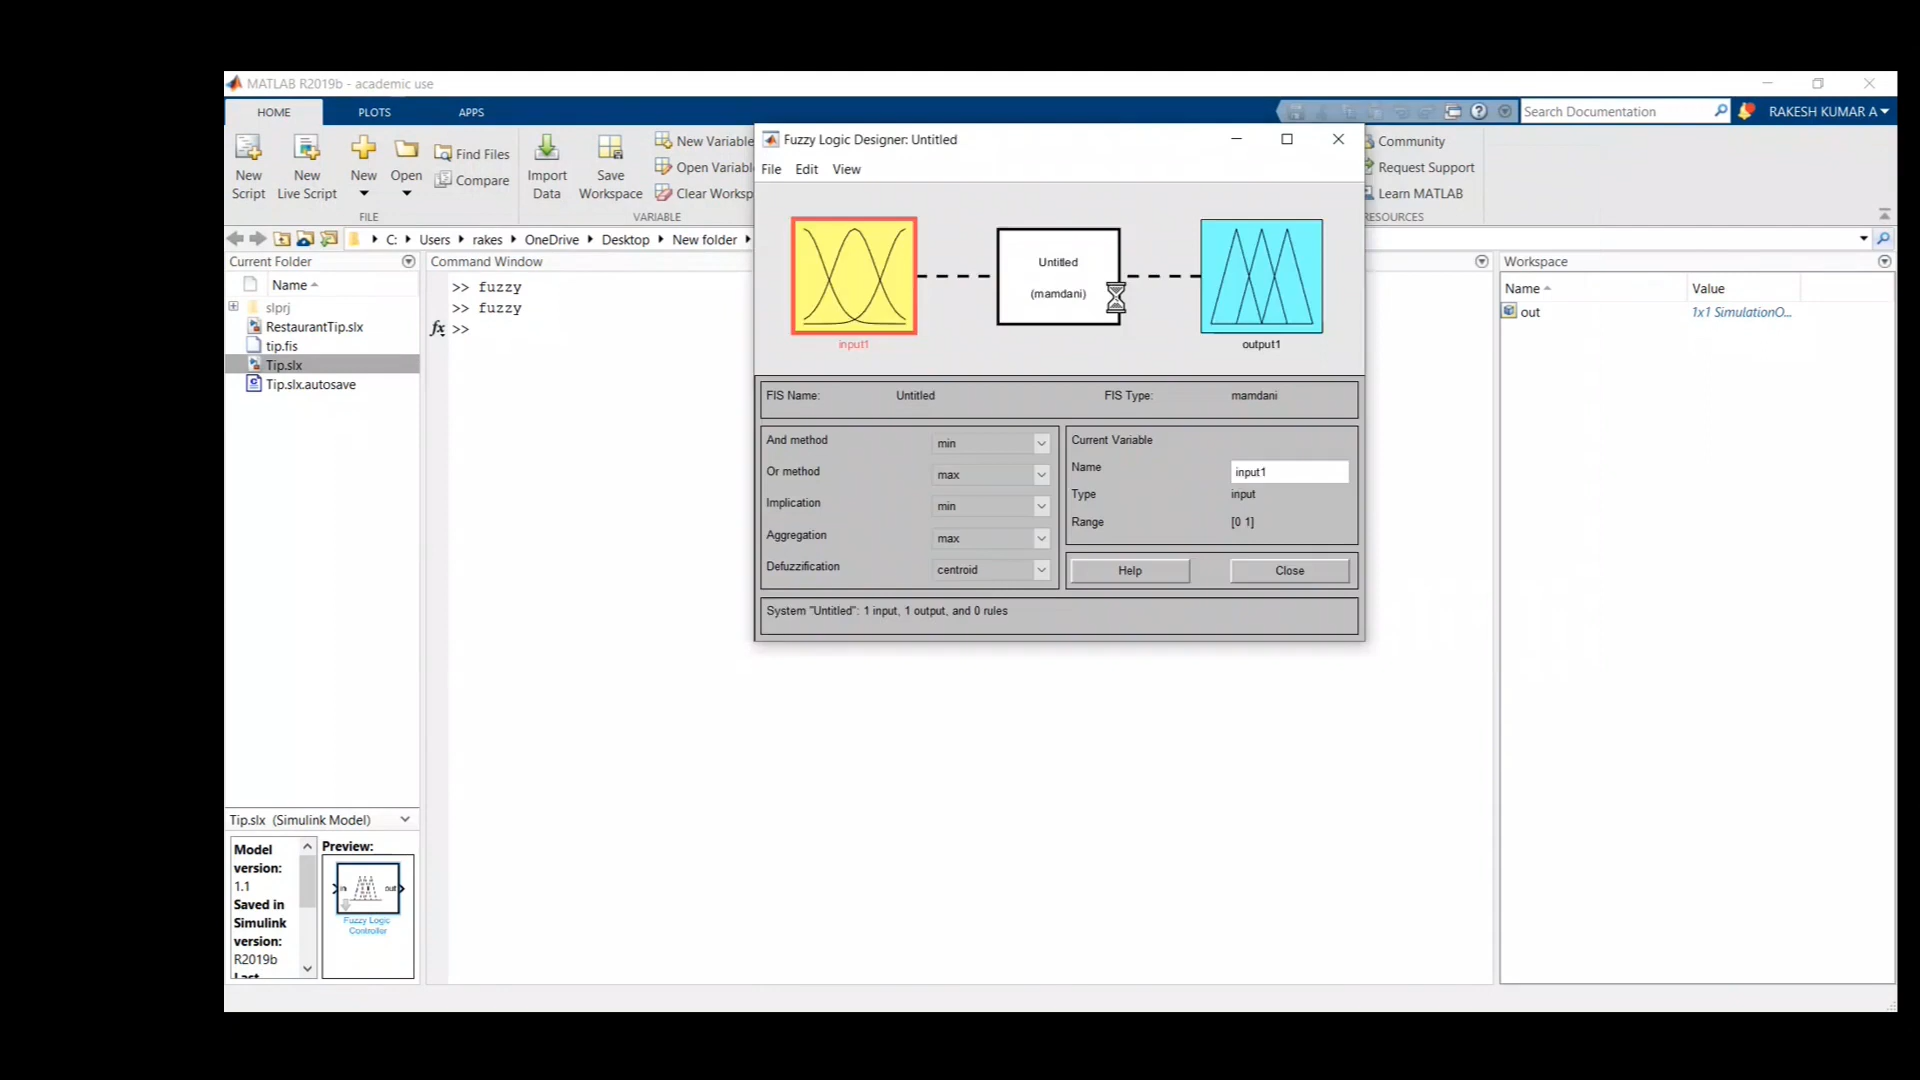 MATLAB R2019b - academic use
HOME PLOTS APPS
Search Documentation RAKESH KUMAR A
New Script
New Live Script
New
Open
Find Files
Compare
FILE
Import Data
Save Workspace
New Variable
Open Variabl
Clear Worksp
VARIABLE
Community
Request Support
Learn MATLAB
RESOURCES
C: Users rakes OneDrive Desktop New folder
Current Folder
Name
slprj
RestaurantTip.slx
tip.fis
Tip.slx
Tip.slx.autosave
Command Window
>> fuzzy
>> fuzzy
fx >>
Fuzzy Logic Designer: Untitled
File Edit View
input1
Untitled
(mamdani)
output1
FIS Name: Untitled FIS Type: mamdani
And method min
Or method max
Implication min
Aggregation max
Defuzzification centroid
Current Variable
Name input1
Type input
Range [0 1]
Help Close
System "Untitled": 1 input, 1 output, and 0 rules
Workspace
Name Value
out 1x1 SimulationO...
Tip.slx (Simulink Model)
Model
version:
1.1
Saved in
Simulink
version:
R2019b
Last
Preview:
in out
Fuzzy Logic
Controller